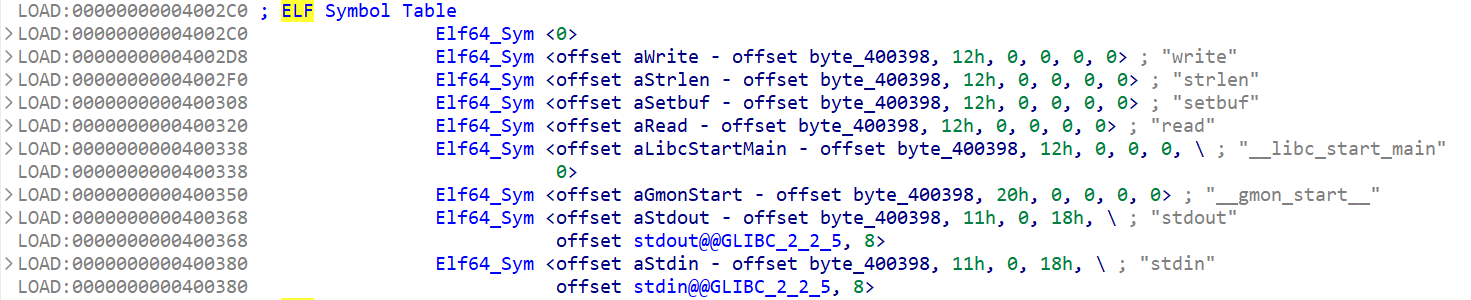 LOAD:00000000004002C0 ; ELF Symbol Table
>LOAD:00000000004002C0 Elf64_Sym <0>
>LOAD:00000000004002D8 Elf64_Sym <offset aWrite - offset byte_400398, 12h, 0, 0, 0, 0> ; "write"
>LOAD:00000000004002F0 Elf64_Sym <offset aStrlen - offset byte_400398, 12h, 0, 0, 0, 0> ; "strlen"
>LOAD:0000000000400308 Elf64_Sym <offset aSetbuf - offset byte_400398, 12h, 0, 0, 0, 0> ; "setbuf"
>LOAD:0000000000400320 Elf64_Sym <offset aRead - offset byte_400398, 12h, 0, 0, 0, 0> ; "read"
>LOAD:0000000000400338 Elf64_Sym <offset aLibcStartMain - offset byte_400398, 12h, 0, 0, 0, \ ; "__libc_start_main"
LOAD:0000000000400338 0>
>LOAD:0000000000400350 Elf64_Sym <offset aGmonStart - offset byte_400398, 20h, 0, 0, 0, 0> ; "__gmon_start__"
>LOAD:0000000000400368 Elf64_Sym <offset aStdout - offset byte_400398, 11h, 0, 18h, \ ; "stdout"
LOAD:0000000000400368 offset stdout@@GLIBC_2_2_5, 8>
>LOAD:0000000000400380 Elf64_Sym <offset aStdin - offset byte_400398, 11h, 0, 18h, \ ; "stdin"
LOAD:0000000000400380 offset stdin@@GLIBC_2_2_5, 8>